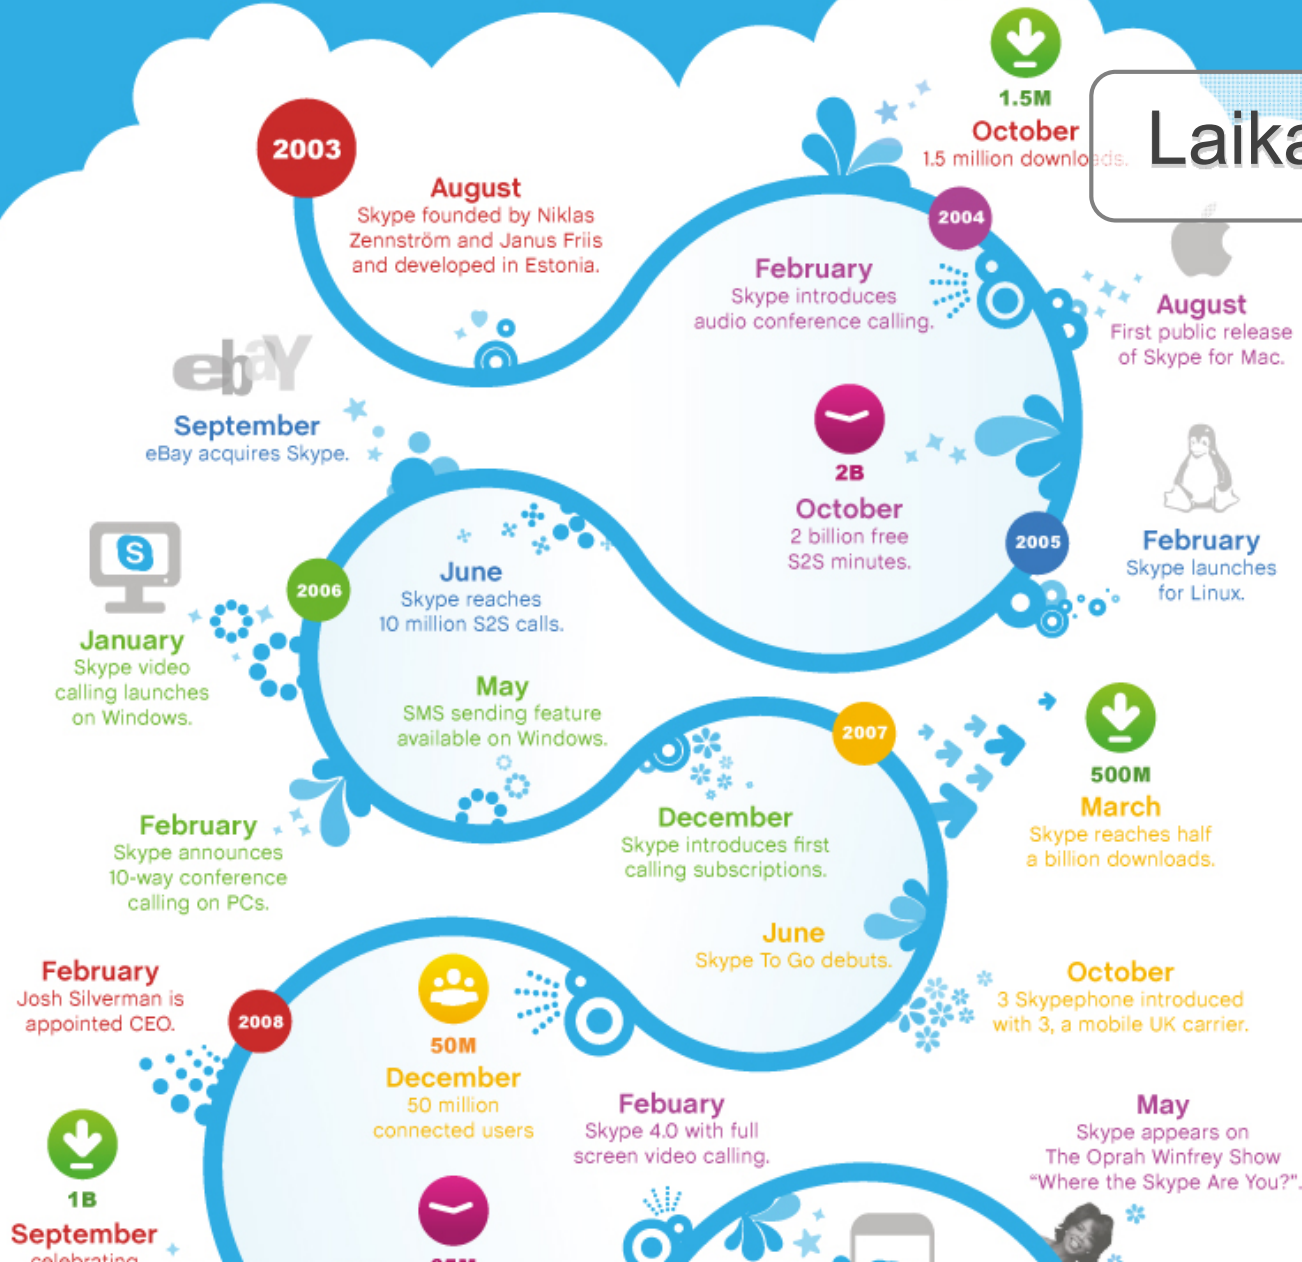 2003
August
Skype founded by Niklas
Zennström and Janus Friis
and developed in Estonia.
1.5M
October
1.5 million downloads.
2004
February
Skype introduces
audio conference calling.
August
First public release
of Skype for Mac.
2B
October
2 billion free
S2S minutes.
2005
February
Skype launches
for Linux.
June
Skype reaches
10 million S2S calls.
ebay
September
eBay acquires Skype.
2006
S
January
Skype video
calling launches
on Windows.
February
Skype announces
10-way conference
calling on PCs.
May
SMS sending feature
available on Windows.
December
Skype introduces first
calling subscriptions.
2007
500M
March
Skype reaches half
a billion downloads.
June
Skype To Go debuts.
October
3 Skypephone introduced
with 3, a mobile UK carrier.
50M
December
50 million
connected users
2008
February
Josh Silverman is
appointed CEO.
1B
September
celebrating
Febuary
Skype 4.0 with full
screen video calling.
May
Skype appears on
The Oprah Winfrey Show
“Where the Skype Are You?”.